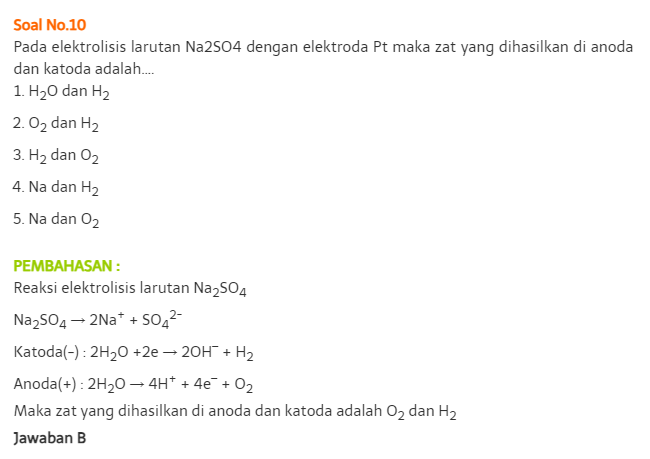 Soal No.10
Pada elektrolisis larutan Na2SO4 dengan elektroda Pt maka zat yang dihasilkan di anoda
dan katoda adalah....
1. H₂O dan H₂
2. O₂ dan H₂
3. H₂ dan O₂
4. Na dan H₂
5. Na dan O₂
PEMBAHASAN :
Reaksi elektrolisis larutan Na₂SO₄
Na₂SO₄ → 2Na⁺ + SO₄²⁻
Katoda(-) : 2H₂O +2e → 2OH⁻ + H₂
Anoda(+) : 2H₂O → 4H⁺ + 4e⁻ + O₂
Maka zat yang dihasilkan di anoda dan katoda adalah O₂ dan H₂
Jawaban B